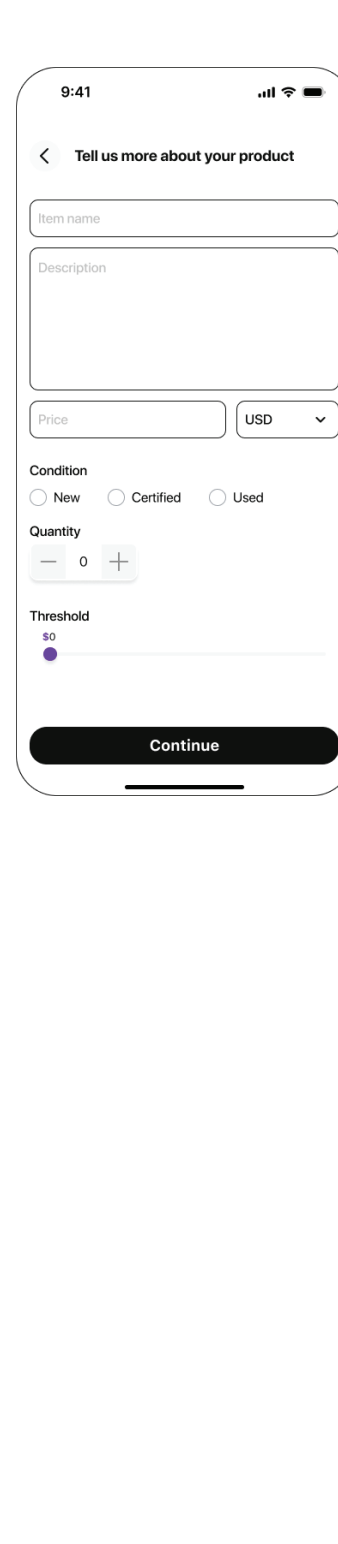 9:41
Tell us more about your product
Item name
Description
Price
USD
Condition
New Certified Used
Quantity
0
Threshold
$0
Continue